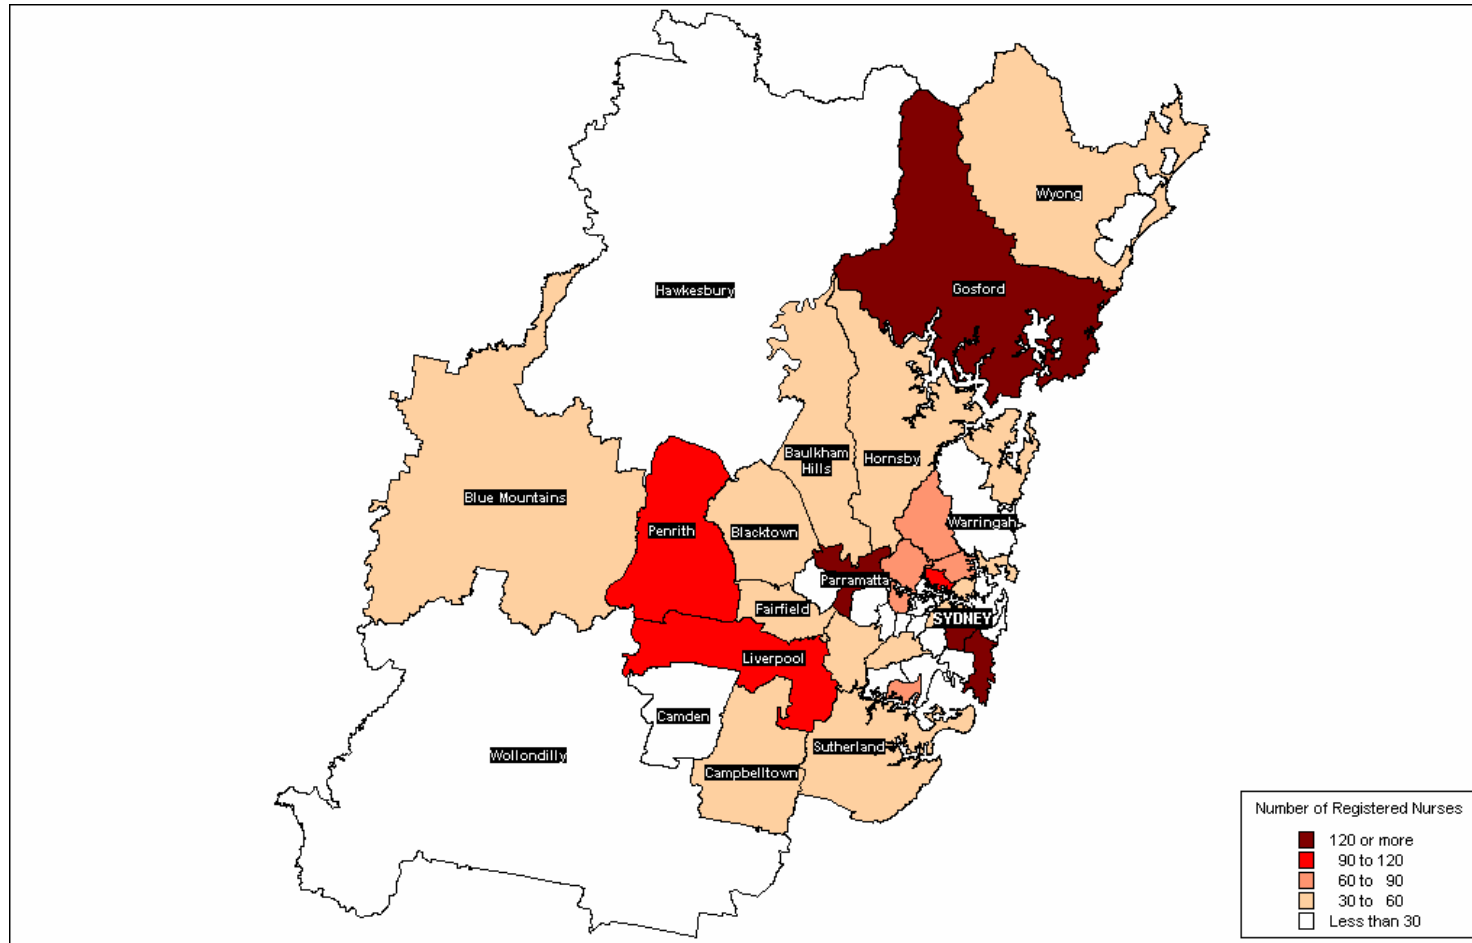 Wyong
Gosford
Hawkesbury
Baulkham
Hills
Hornsby
Blue Mountains
Penrith
Blacktown
Warringah
Parramatta
Fairfield
SYDNEY
Liverpool
Camden
Wollondilly
Sutherland
Campbelltown
Number of Registered Nurses
120 or more
90 to 120
60 to 90
30 to 60
Less than 30